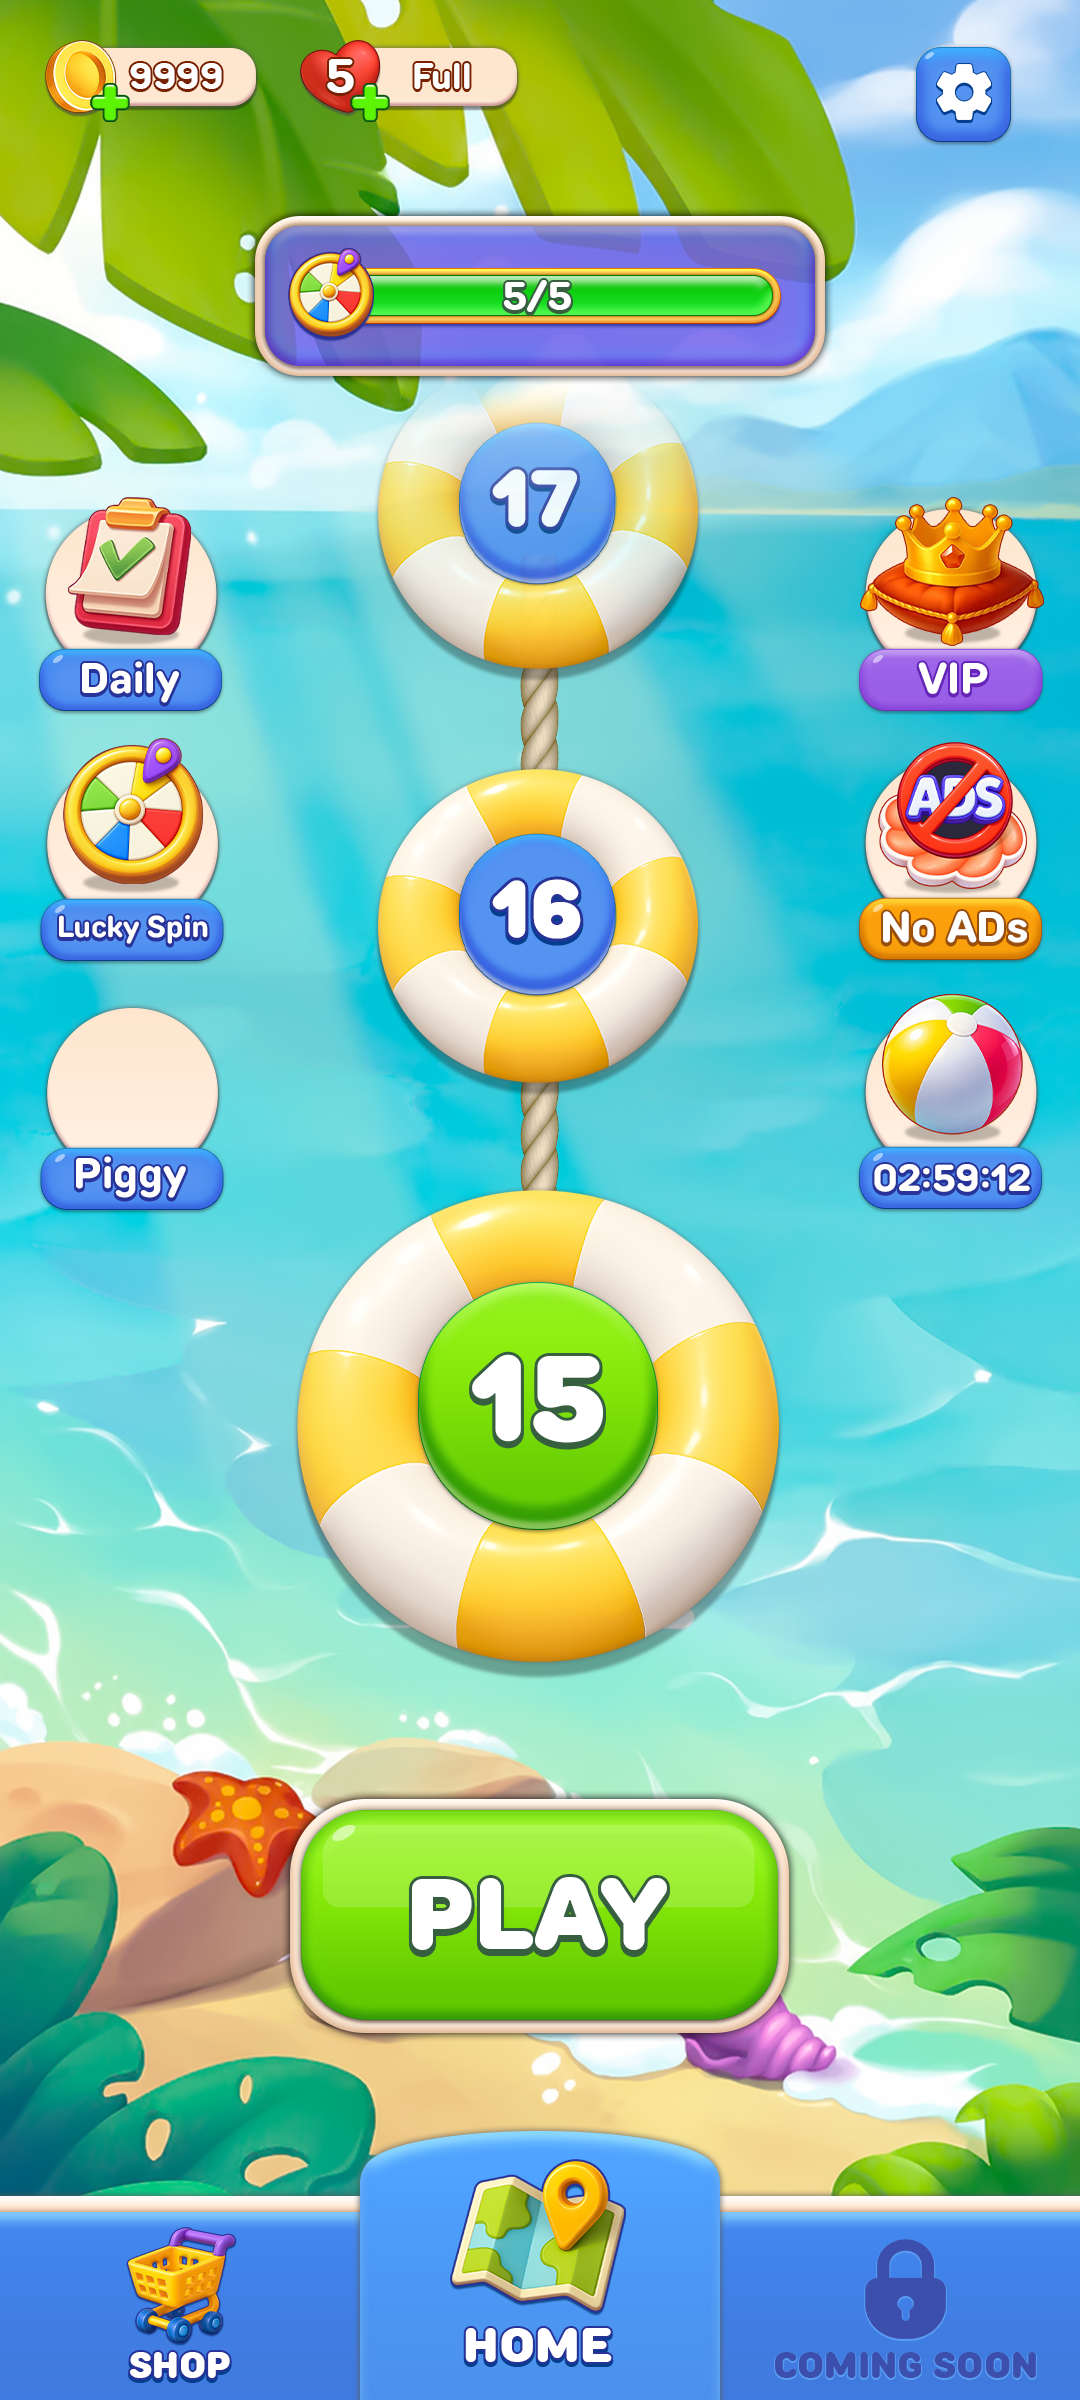 9999
5
Full
5/5
17
Daily
VIP
16
ADS
Lucky Spin
No ADs
Piggy
02:59:12
15
PLAY
SHOP
HOME
COMING SOON